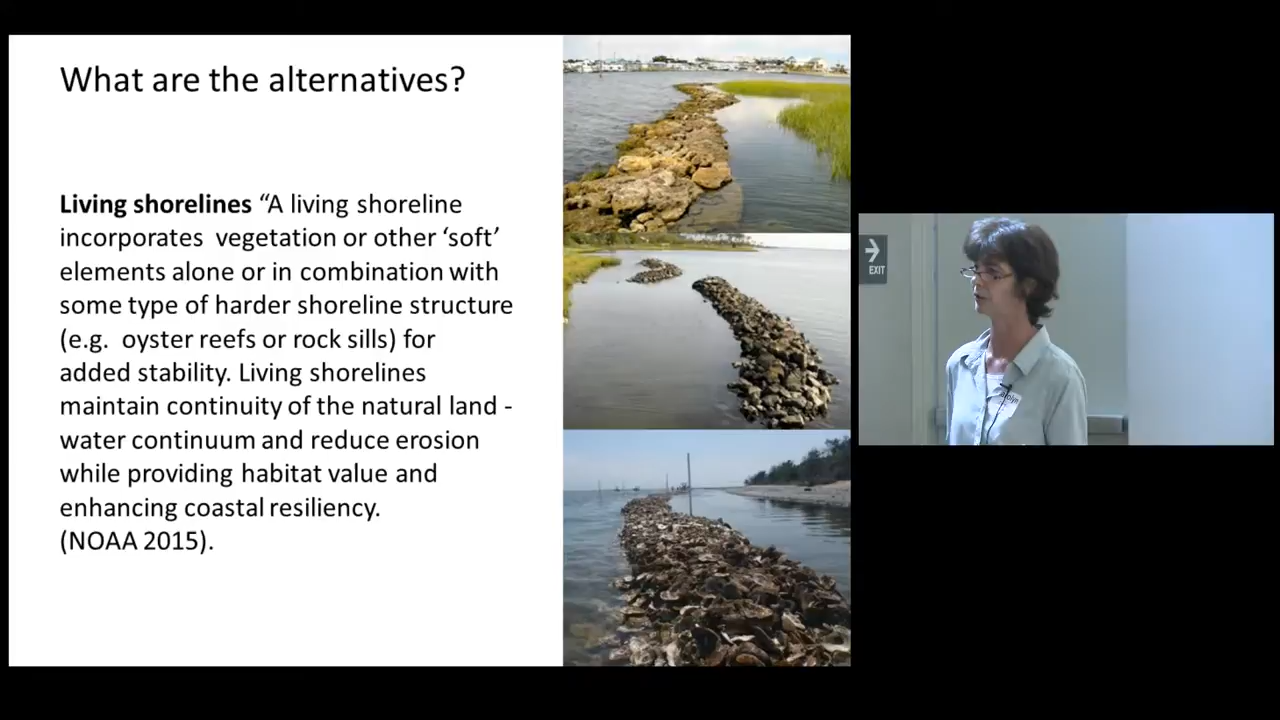 What are the alternatives?
Living shorelines “A living shoreline
incorporates vegetation or other ‘soft’
elements alone or in combination with
some type of harder shoreline structure
(e.g. oyster reefs or rock sills) for
added stability. Living shorelines
maintain continuity of the natural land -
water continuum and reduce erosion
while providing habitat value and
enhancing coastal resiliency.
(NOAA 2015).
EXIT